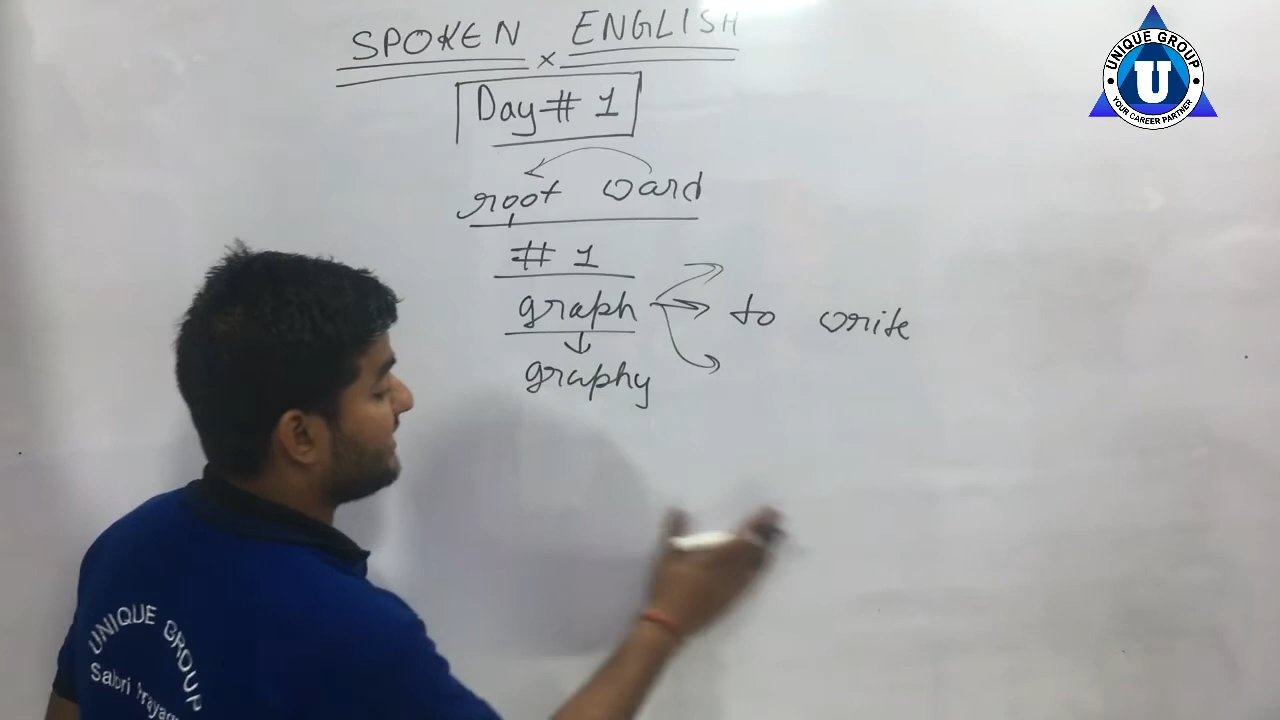 SPOKEN × ENGLISH
Day # 1
root word
# 1
graph → to write
graphy
UNIQUE GROUP
U
YOUR CAREER PARTNER
UNIQUE GROUP